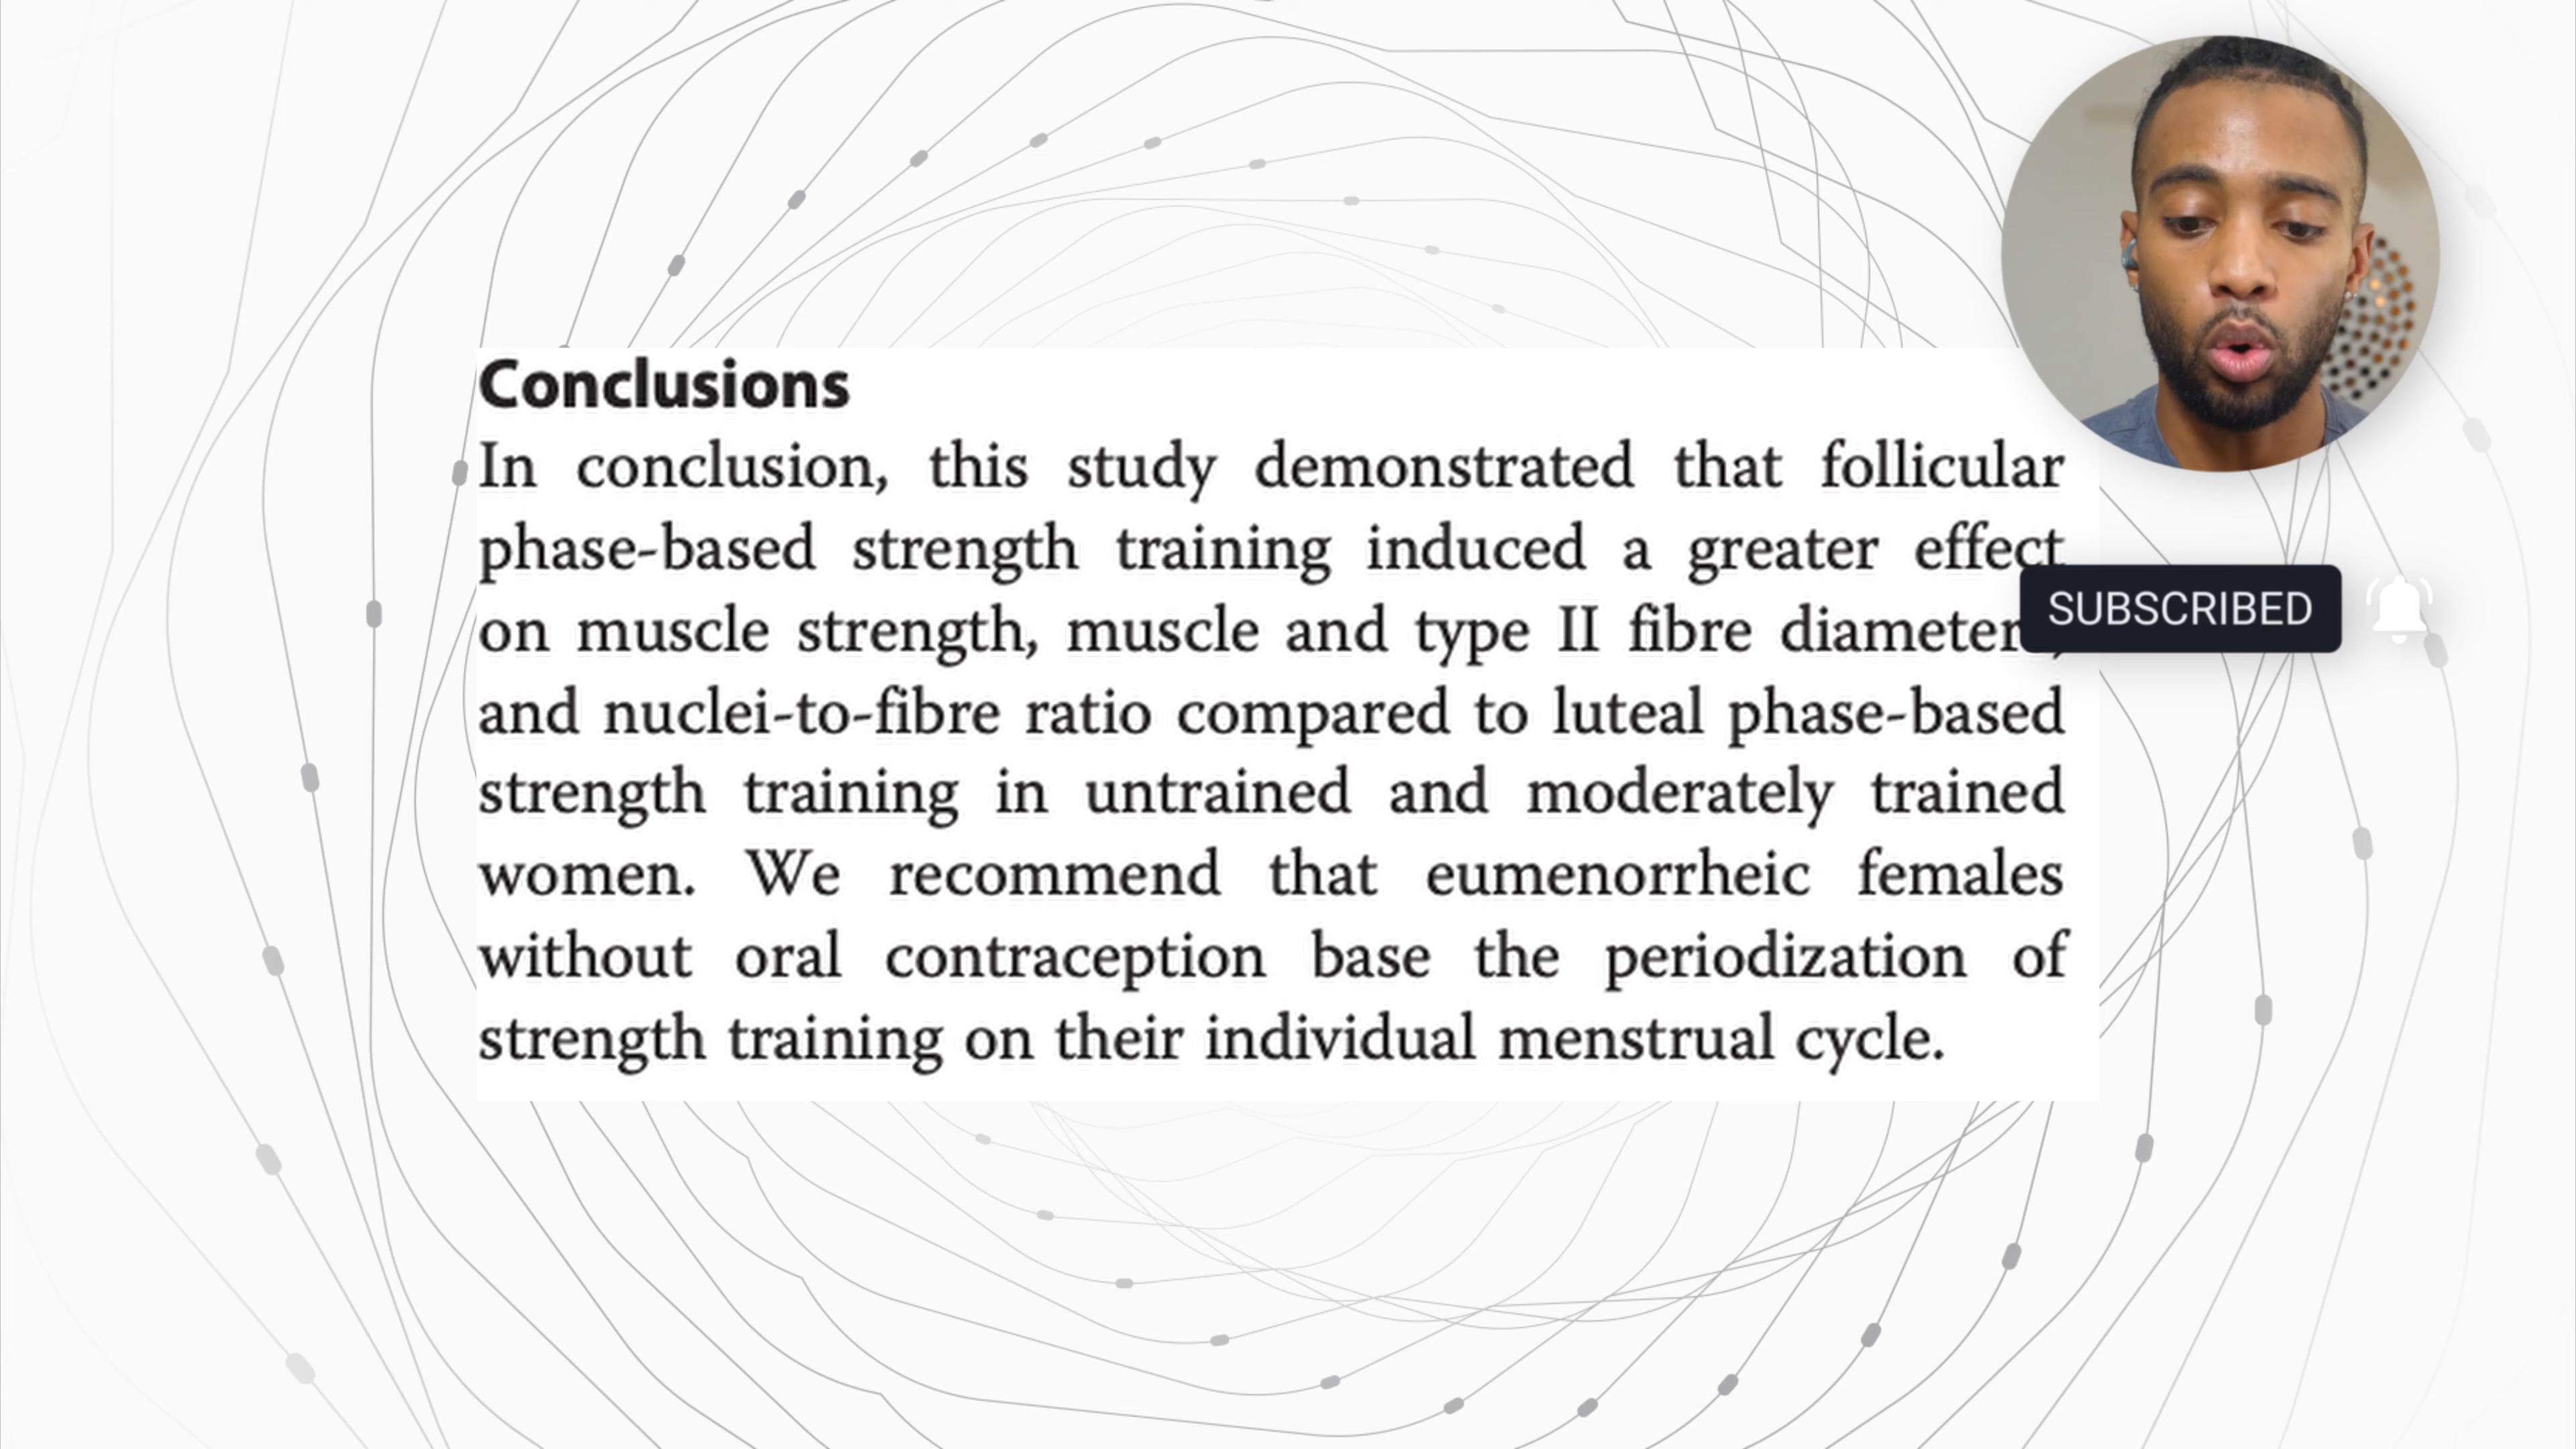 Conclusions
In conclusion, this study demonstrated that follicular
phase-based strength training induced a greater effect
on muscle strength, muscle and type II fibre diameter,
and nuclei-to-fibre ratio compared to luteal phase-based
strength training in untrained and moderately trained
women. We recommend that eumenorrheic females
without oral contraception base the periodization of
strength training on their individual menstrual cycle.
SUBSCRIBED